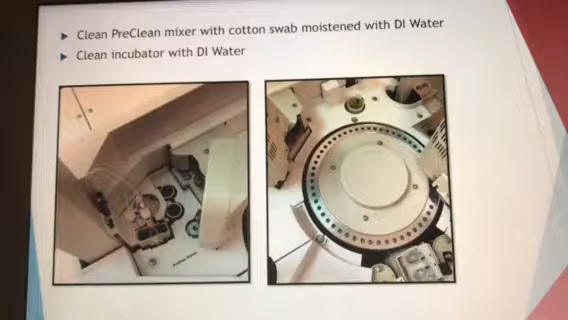 Clean PreClean mixer with cotton swab moistened with DI Water
Clean incubator with DI Water